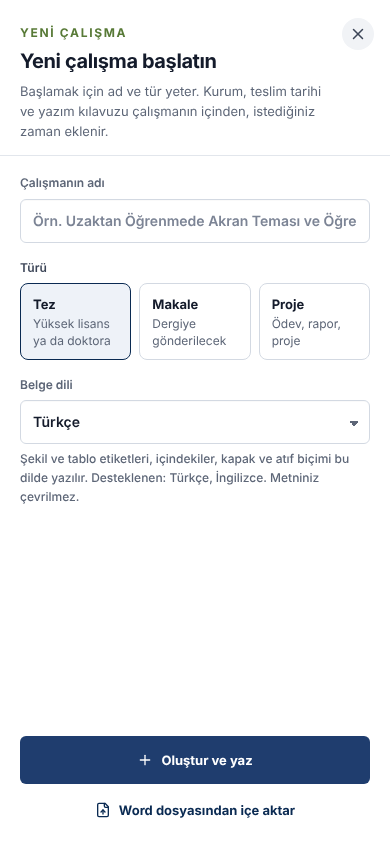 YENİ ÇALIŞMA
Yeni çalışma başlatın
Başlamak için ad ve tür yeter. Kurum, teslim tarihi
ve yazım kılavuzu çalışmanın içinden, istediğiniz
zaman eklenir.
Çalışmanın adı
Örn. Uzaktan Öğrenmede Akran Teması ve Öğre
Türü
Tez
Yüksek lisans
ya da doktora
Makale
Dergiye
gönderilecek
Proje
Ödev, rapor,
proje
Belge dili
Türkçe
Şekil ve tablo etiketleri, içindekiler, kapak ve atıf biçimi bu
dilde yazılır. Desteklenen: Türkçe, İngilizce. Metniniz
çevrilmez.
Oluştur ve yaz
Word dosyasından içe aktar